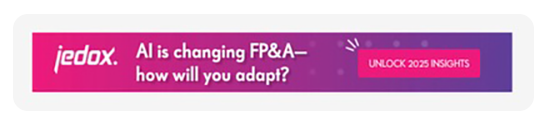 jedox.
AI is changing FP&A—
how will you adapt?
UNLOCK 2025 INSIGHTS